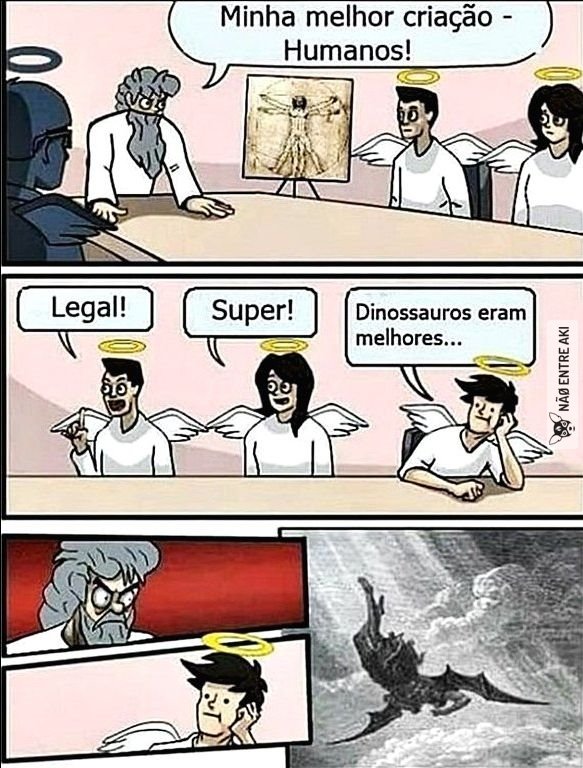 Minha melhor criação -
Humanos!
Legal!
Super!
Dinossauros eram
melhores...
NÃO ENTRE AKI